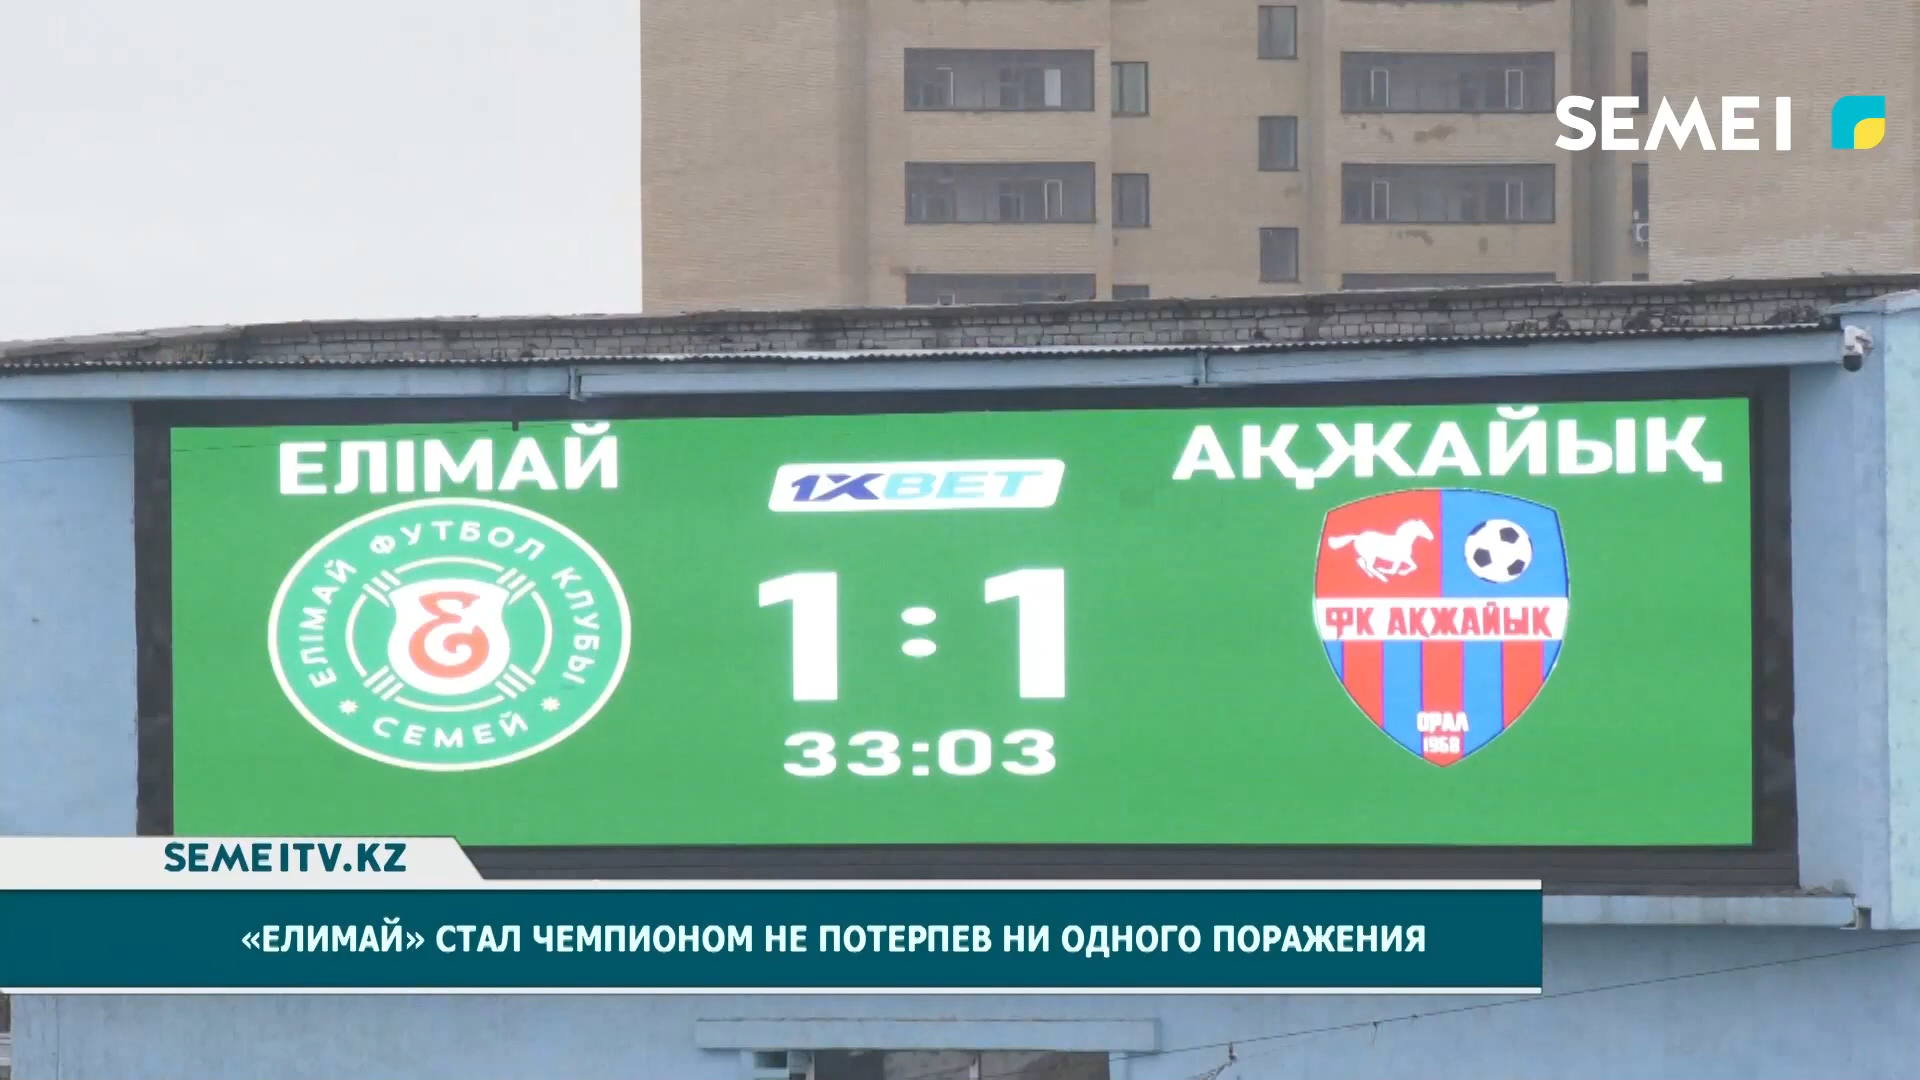 SEMEI
ЕЛІМАЙ
1XBET
АҚЖАЙЫҚ
ЕЛІМАЙ ФУТБОЛ КЛУБЫ
Е
СЕМЕЙ
1:1
33:03
ФК АҚЖАЙЫҚ
ОРАЛ
1968
SEMEITV.KZ
«ЕЛИМАЙ» СТАЛ ЧЕМПИОНОМ НЕ ПОТЕРПЕВ НИ ОДНОГО ПОРАЖЕНИЯ